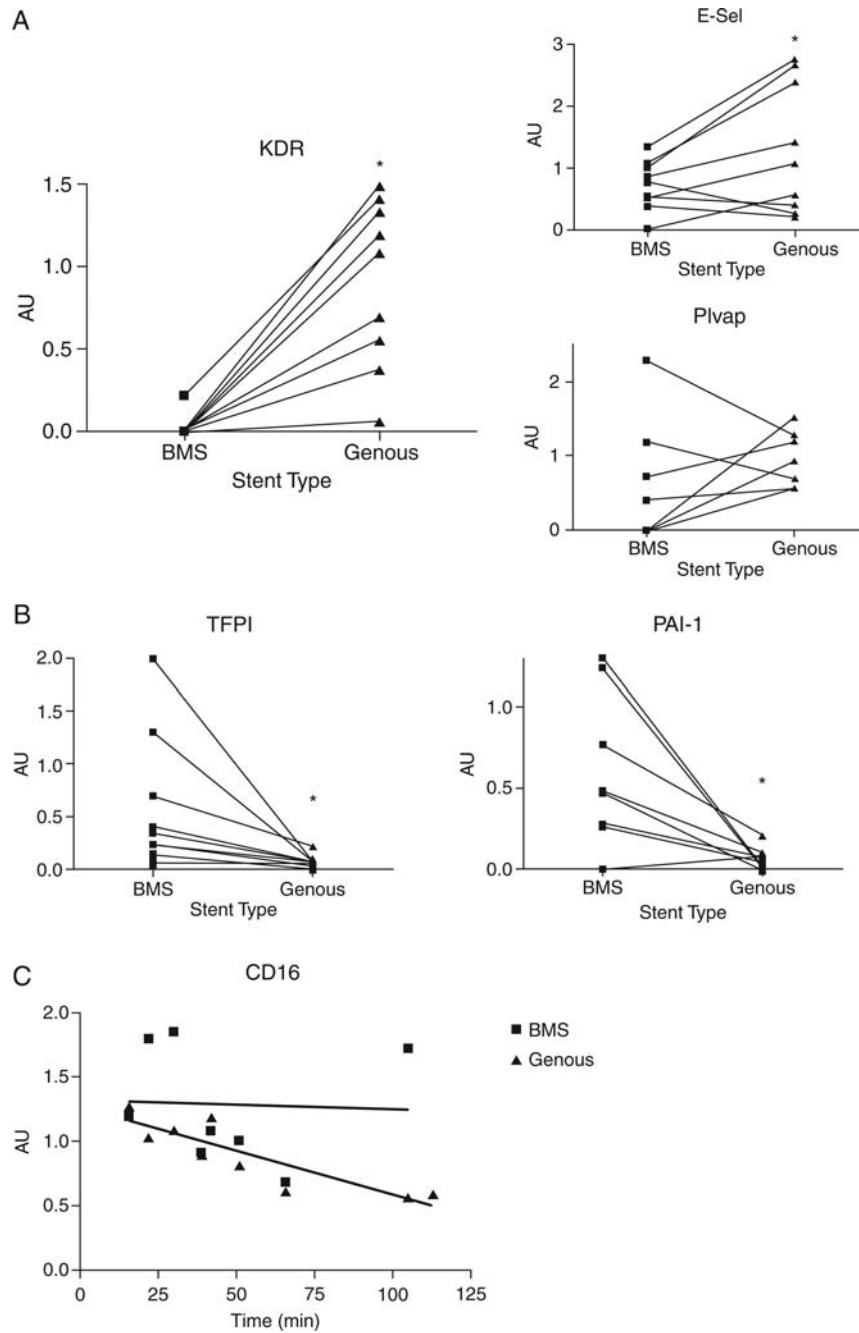 A
KDR
*
1.5
1.0
0.5
0.0
AU
BMS
Genous
Stent Type
E-Sel
*
3
2
1
0
AU
BMS
Genous
Stent Type
Plvap
2
1
0
AU
BMS
Genous
Stent Type
B
TFPI
2.0
1.5
1.0
0.5
0.0
AU
*
BMS
Genous
Stent Type
PAI-1
1.0
0.5
0.0
AU
*
BMS
Genous
Stent Type
C
CD16
2.0
1.5
1.0
0.5
0.0
AU
0 25 50 75 100 125
Time (min)
BMS
Genous